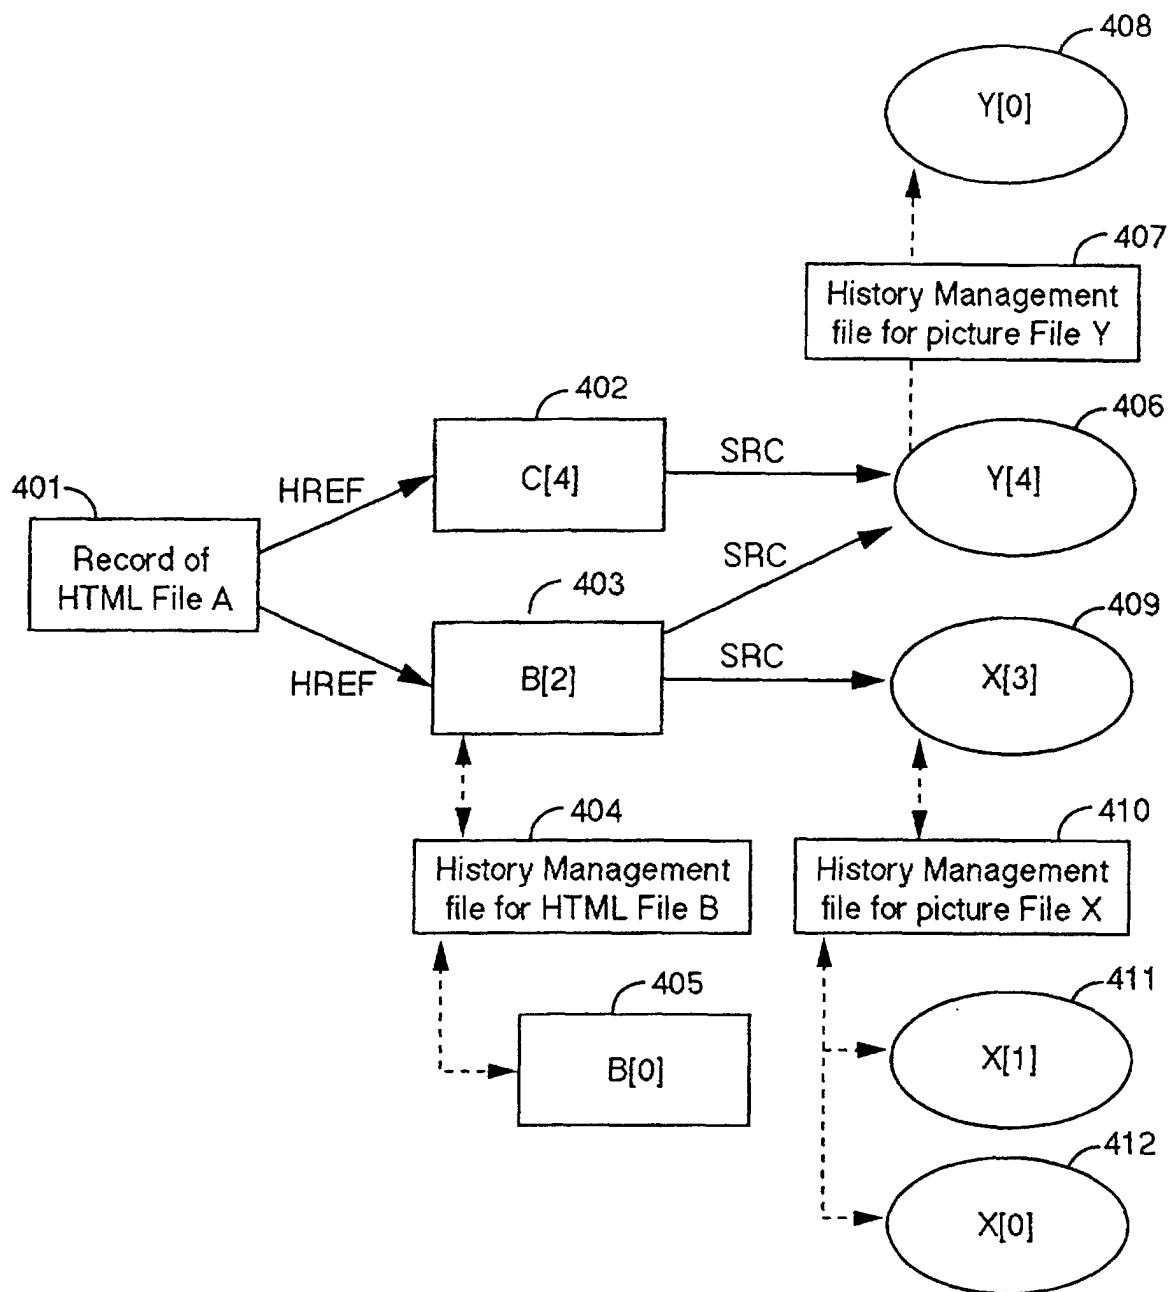 408
Y[0]
407
History Management
file for picture File Y
402
406
C[4]
SRC
Y[4]
401
HREF
Record of
HTML File A
SRC
403
409
HREF
B[2]
SRC
X[3]
404
410
History Management
file for HTML File B
History Management
file for picture File X
405
411
B[0]
X[1]
412
X[0]